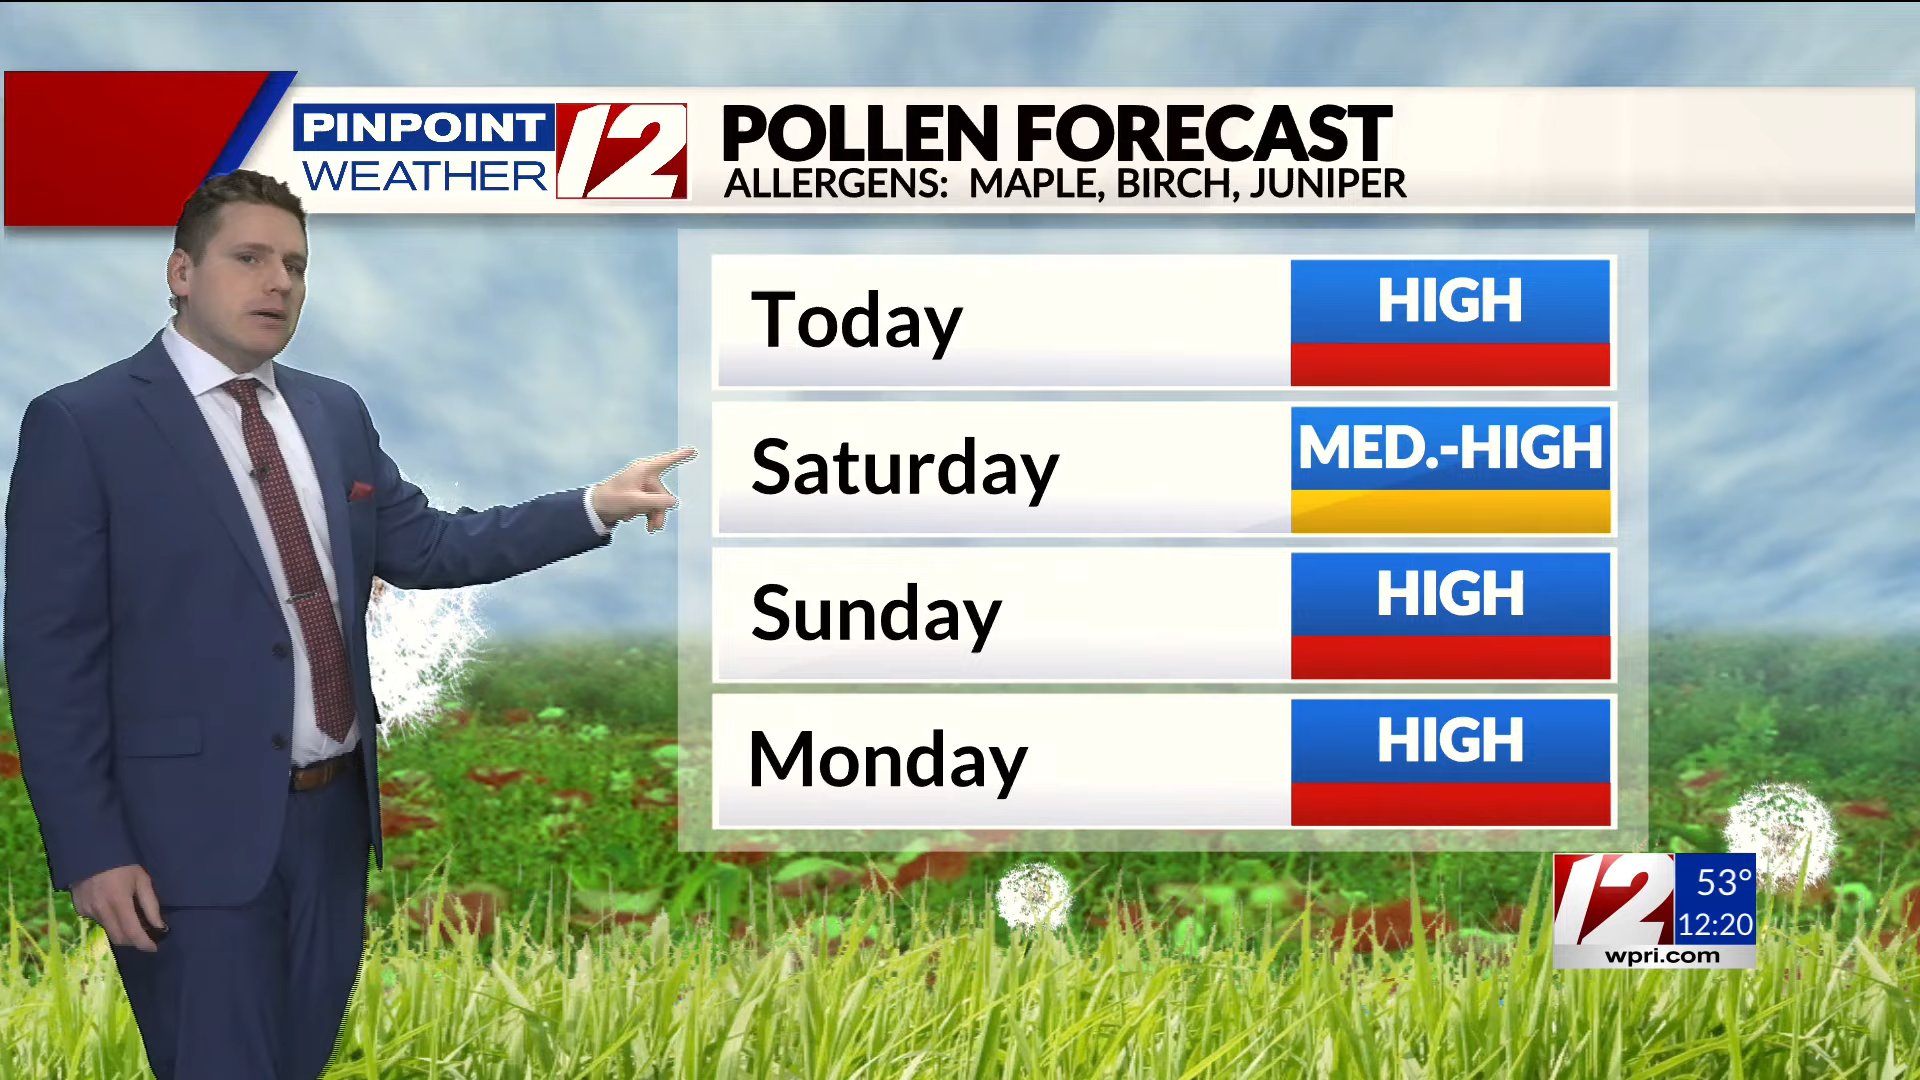 PINPOINT
WEATHER
12
POLLEN FORECAST
ALLERGENS: MAPLE, BIRCH, JUNIPER
Today
HIGH
Saturday
MED.-HIGH
Sunday
HIGH
Monday
HIGH
12
53°
12:20
wpri.com